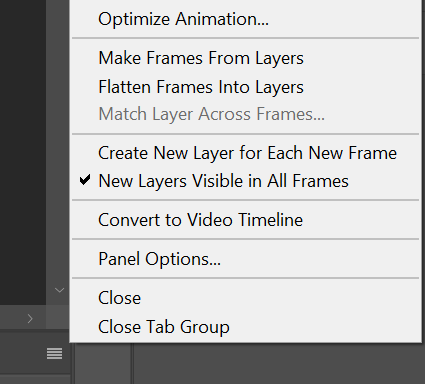 Optimize Animation...
Make Frames From Layers
Flatten Frames Into Layers
Match Layer Across Frames...
Create New Layer for Each New Frame
New Layers Visible in All Frames
Convert to Video Timeline
Panel Options...
Close
Close Tab Group